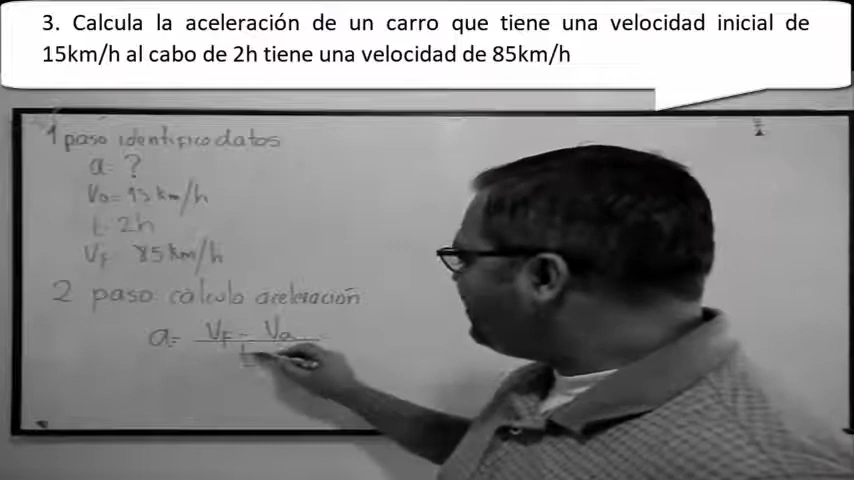 3. Calcula la aceleración de un carro que tiene una velocidad inicial de
15km/h al cabo de 2h tiene una velocidad de 85km/h
1 paso identifico datos
a= ?
Vo= 15 km/h
t= 2h
VF 85km/h
2 paso calculo aceleración
a= VF - Vo
t